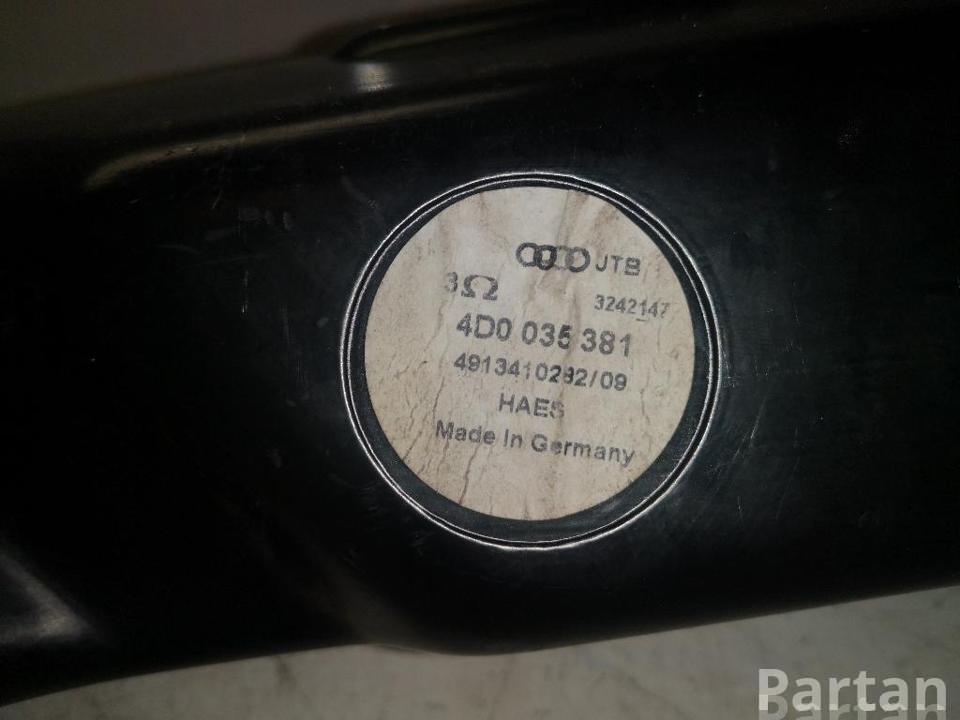 JTB
3Ω
3242147
4D0 035 381
4913410282/09
HAES
Made In Germany
Partan